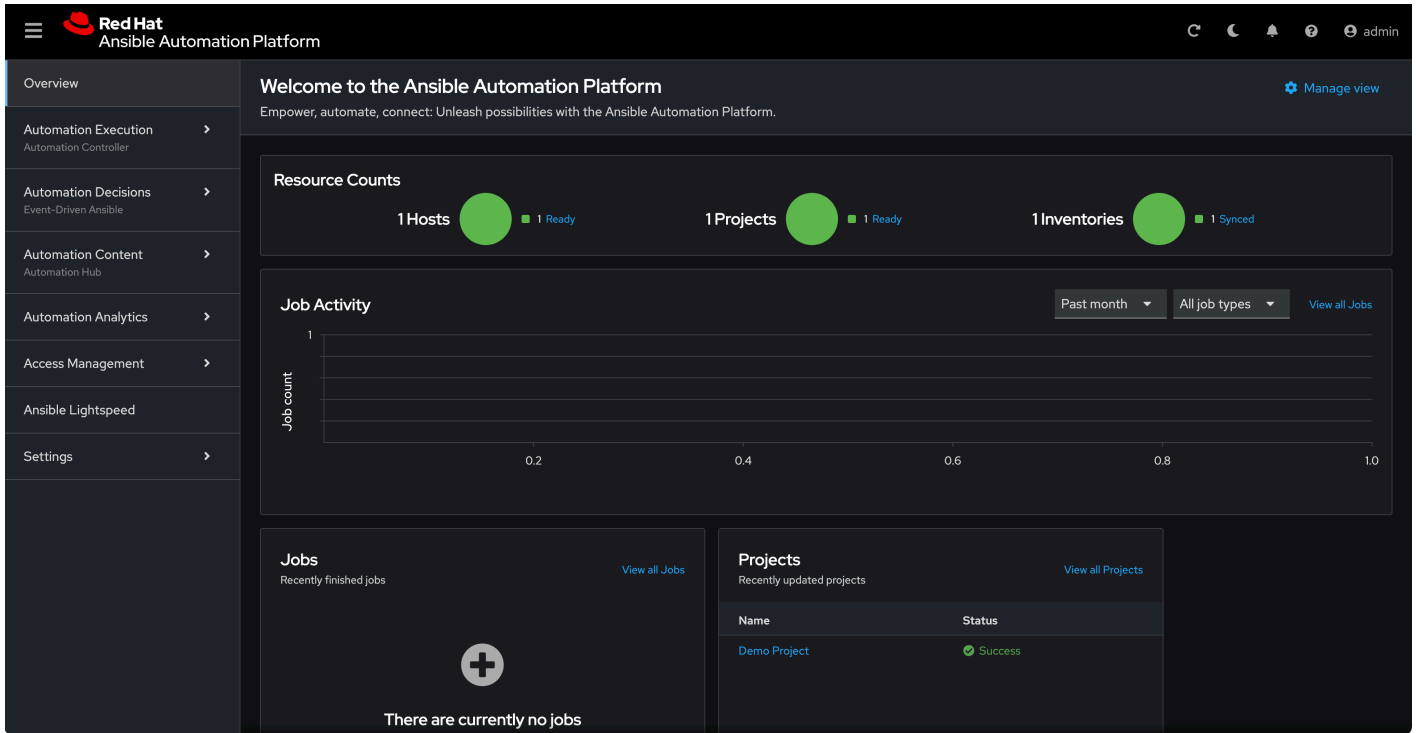 Red Hat
Ansible Automation Platform
admin
Overview
Automation Execution
Automation Controller
Automation Decisions
Event-Driven Ansible
Automation Content
Automation Hub
Automation Analytics
Access Management
Ansible Lightspeed
Settings
Welcome to the Ansible Automation Platform
Manage view
Empower, automate, connect: Unleash possibilities with the Ansible Automation Platform.
Resource Counts
1 Hosts 1 Ready 1 Projects 1 Ready 1 Inventories 1 Synced
Job Activity Past month All job types View all Jobs
1
Job count
0.2 0.4 0.6 0.8 1.0
Jobs
Recently finished jobs
View all Jobs
There are currently no jobs
Projects
Recently updated projects
View all Projects
Name Status
Demo Project Success